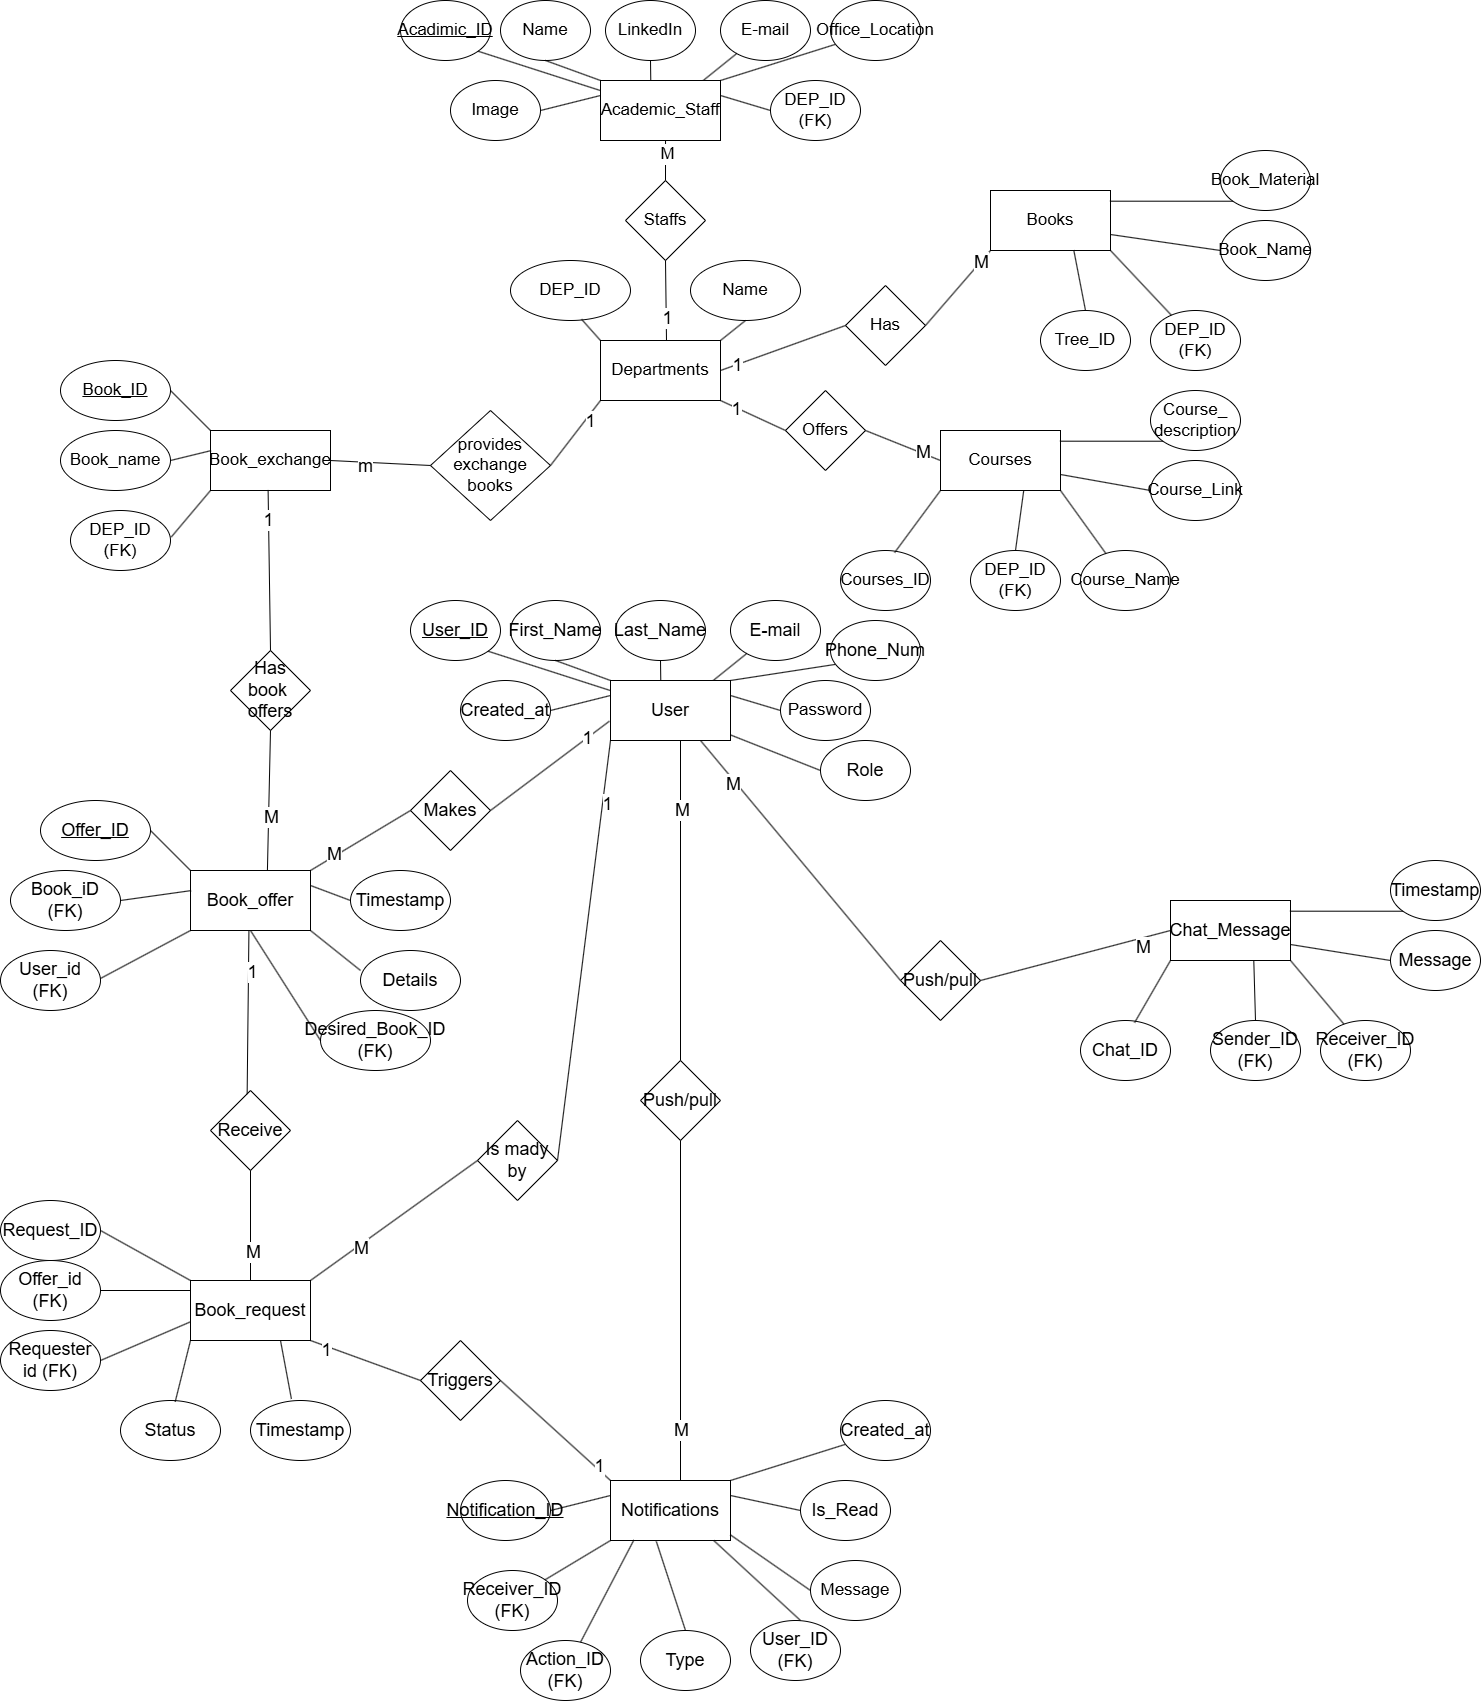 Acadimic_ID
Name
LinkedIn
E-mail
Office_Location
Image
Academic_Staff
DEP_ID
(FK)
M
Staffs
1
Book_Material
Books
Book_Name
M
Tree_ID
DEP_ID
(FK)
DEP_ID
Name
Has
1
Departments
1
1
Offers
M
Course_
description
Courses
Course_Link
Courses_ID
DEP_ID
(FK)
Course_Name
Book_ID
Book_name
Book_exchange
DEP_ID
(FK)
m
provides
exchange
books
1
Has
book
offers
M
User_ID
First_Name
Last_Name
E-mail
Phone_Num
Created_at
User
Password
Role
1
1
M
M
Makes
M
Offer_ID
Book_iD
(FK)
Book_offer
Timestamp
User_id
(FK)
Details
Desired_Book_ID
(FK)
1
Push/pull
M
Timestamp
Chat_Message
Message
Chat_ID
Sender_ID
(FK)
Receiver_ID
(FK)
Receive
Is mady
by
Push/pull
M
M
Request_ID
Offer_id
(FK)
Book_request
Requester
id (FK)
Status
Timestamp
1
Triggers
1
M
Created_at
Notification_ID
Notifications
Is_Read
Receiver_ID
(FK)
Message
Action_ID
(FK)
Type
User_ID
(FK)